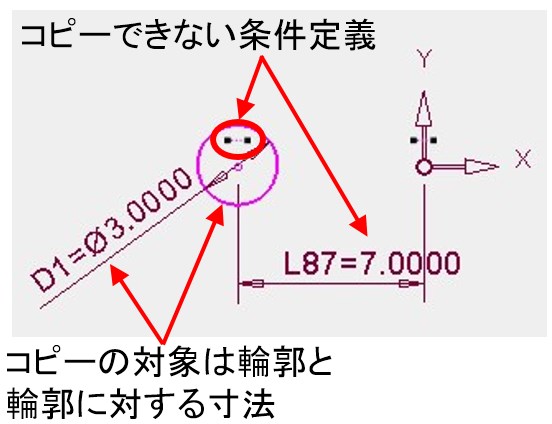 コピーできない条件定義
Y
X
D1=Ø3.0000
L87=7.0000
コピーの対象は輪郭と
輪郭に対する寸法